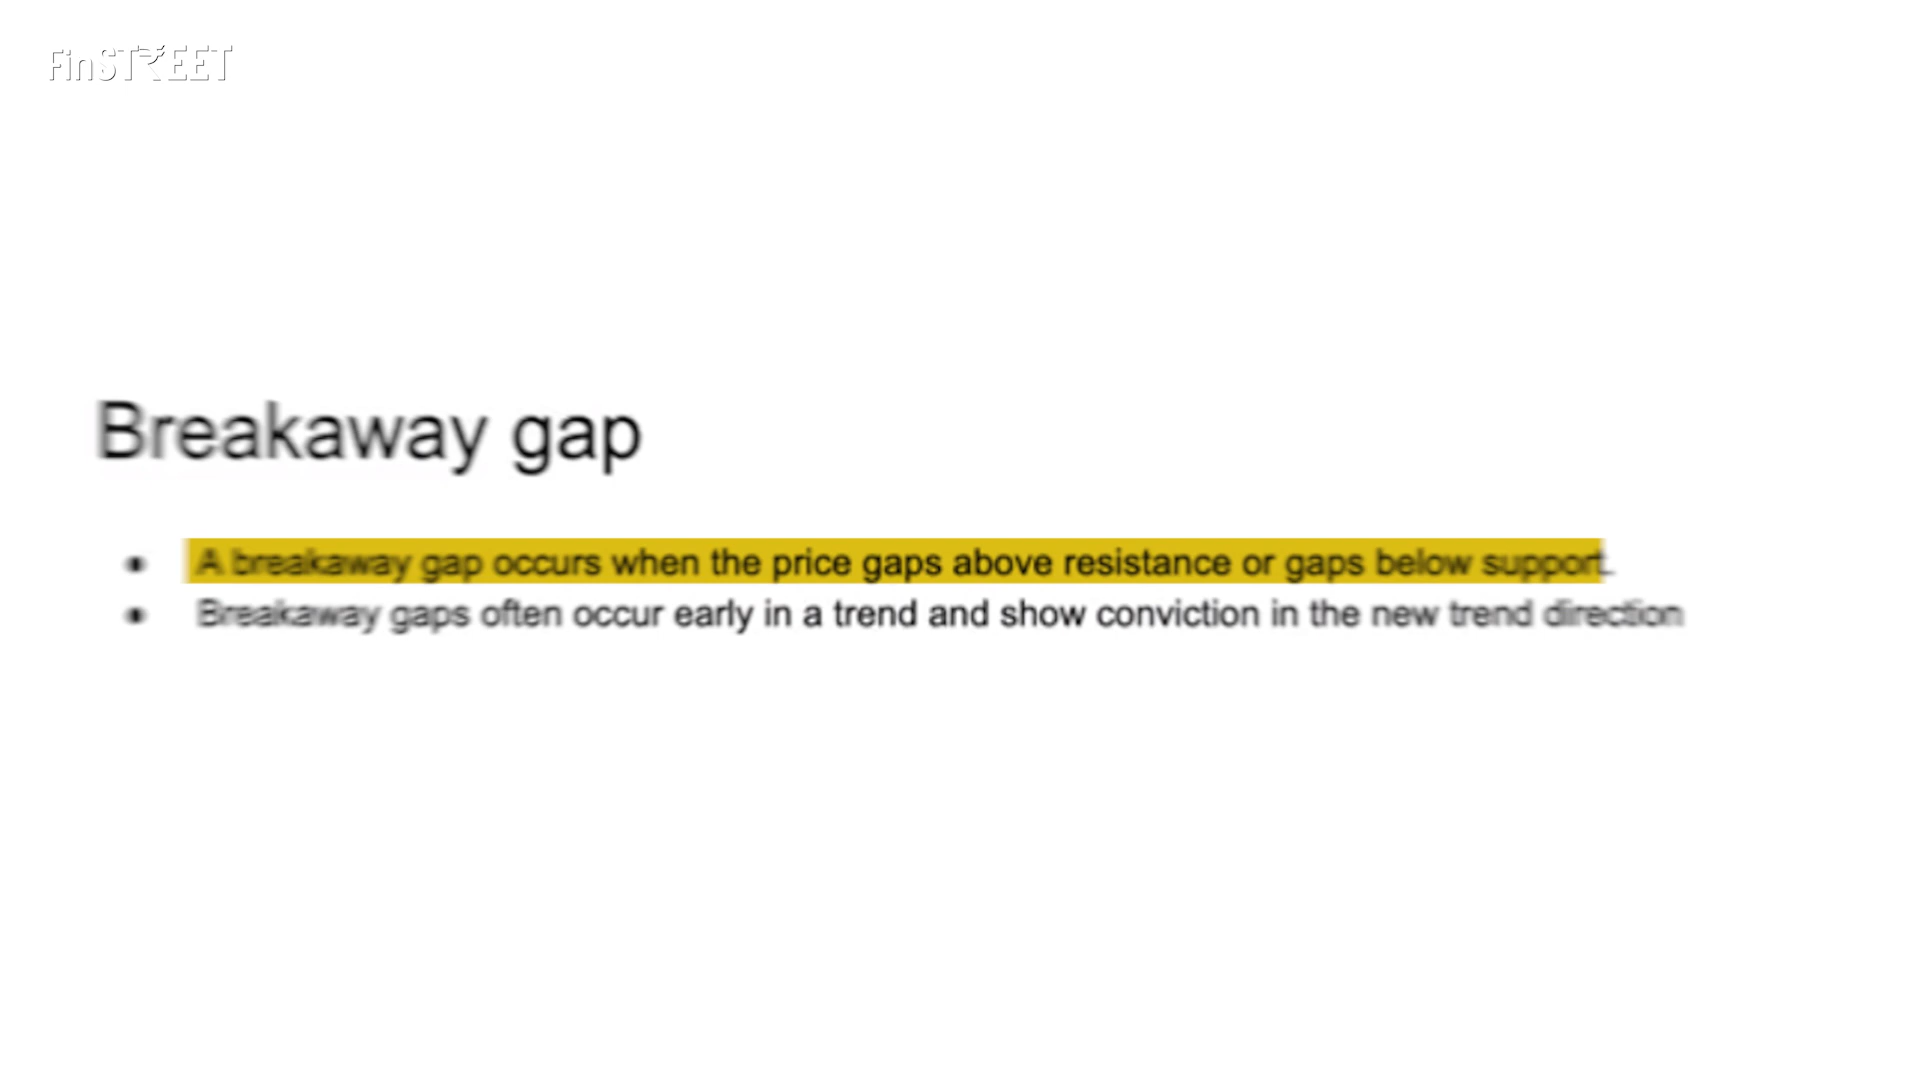 FinSTREET
Breakaway gap
• A breakaway gap occurs when the price gaps above resistance or gaps below support.
• Breakaway gaps often occur early in a trend and show conviction in the new trend direction